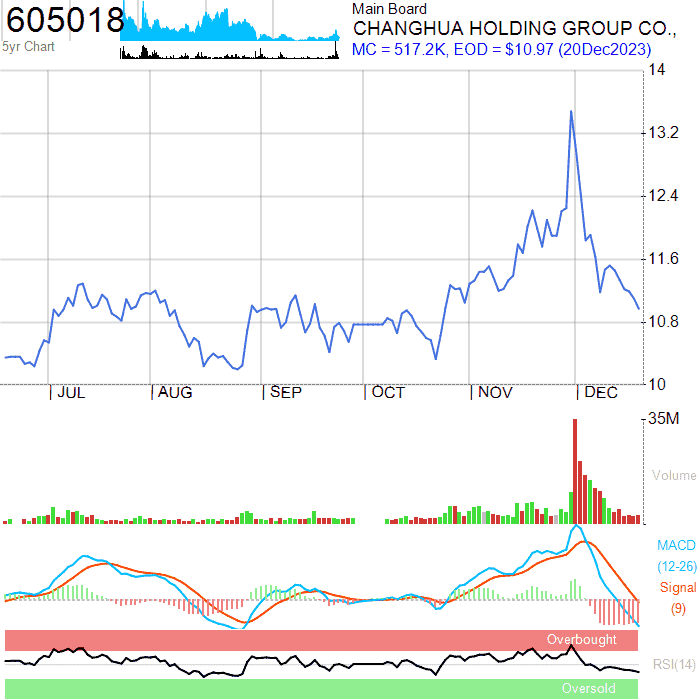 605018
5yr Chart
Main Board
CHANGHUA HOLDING GROUP CO.,
MC = 517.2K, EOD = $10.97 (20Dec2023)
14
13.2
12.4
11.6
10.8
10
JUL
AUG
SEP
OCT
NOV
DEC
35M
Volume
MACD
(12-26)
Signal
(9)
Overbought
RSI(14)
Oversold